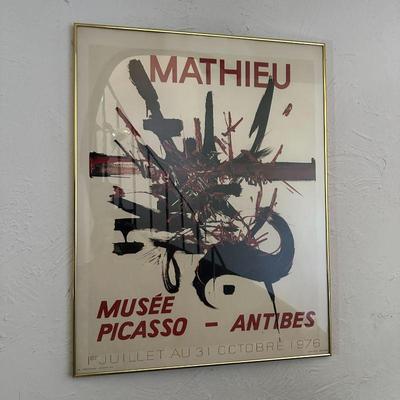 MATHIEU
MUSÉE
PICASSO - ANTIBES
1er JUILLET AU 31 OCTOBRE 1976